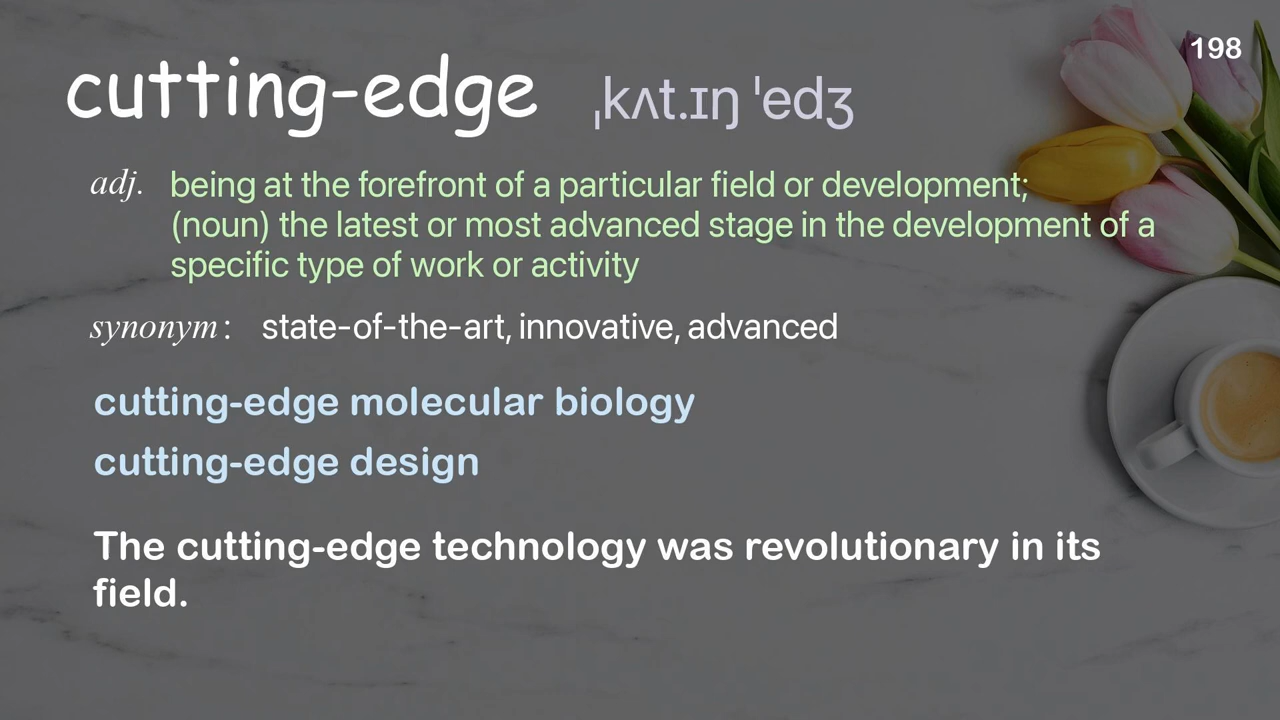 198
cutting-edge ˌkʌt.ɪŋ ˈedʒ
adj. being at the forefront of a particular field or development;
(noun) the latest or most advanced stage in the development of a
specific type of work or activity
synonym: state-of-the-art, innovative, advanced
cutting-edge molecular biology
cutting-edge design
The cutting-edge technology was revolutionary in its
field.